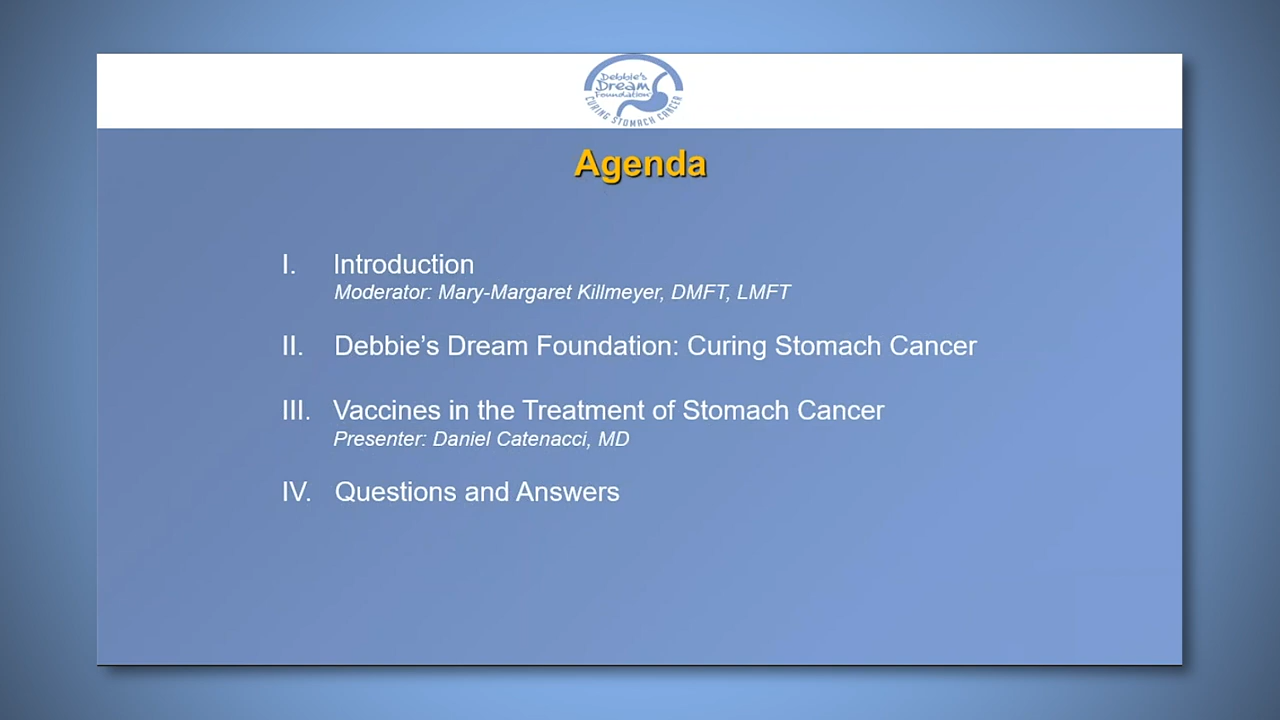 Debbie's
Dream
Foundation
CURING STOMACH CANCER
Agenda
I. Introduction
Moderator: Mary-Margaret Killmeyer, DMFT, LMFT
II. Debbie’s Dream Foundation: Curing Stomach Cancer
III. Vaccines in the Treatment of Stomach Cancer
Presenter: Daniel Catenacci, MD
IV. Questions and Answers